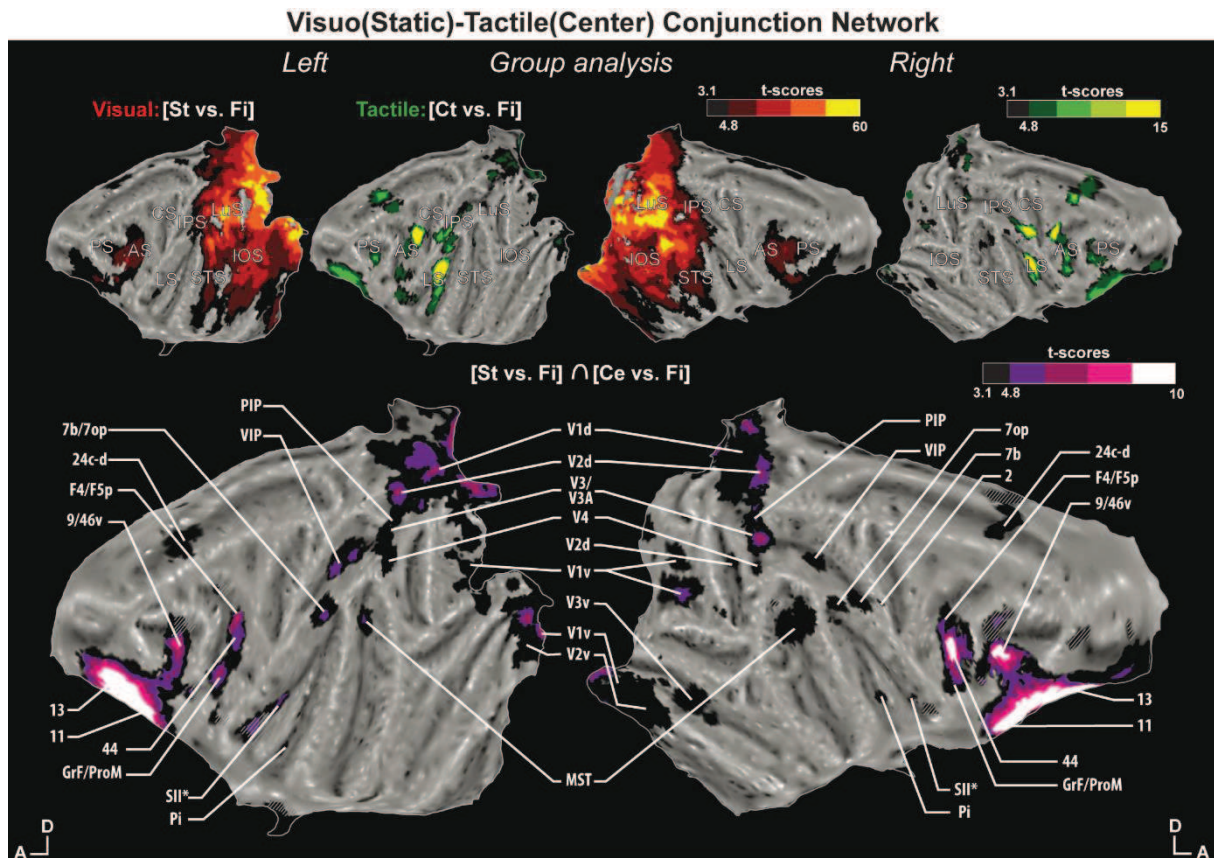 Visuo(Static)-Tactile(Center) Conjunction Network
Left Group analysis Right
Visual: [St vs. Fi]
Tactile: [Ct vs. Fi]
3.1 t-scores
4.8 60
3.1 t-scores
4.8 15
CS IPS LuS
PS AS LS STS IOS
CS IPS LuS
PS AS LS STS IOS
LuS IPS CS
IOS STS LS AS PS
LuS IPS CS
IOS STS LS AS PS
[St vs. Fi] ∩ [Ce vs. Fi]
t-scores
3.1 4.8 10
PIP
7b/7op
VIP
24c-d
F4/F5p
9/46v
13
11
44
GrF/ProM
SII*
Pi
V1d
V2d
V3/
V3A
V4
V2d
V1v
V3v
V1v
V2v
MST
PIP
7op
VIP
7b
2
24c-d
F4/F5p
9/46v
13
11
44
GrF/ProM
SII*
Pi
D
A
D
A